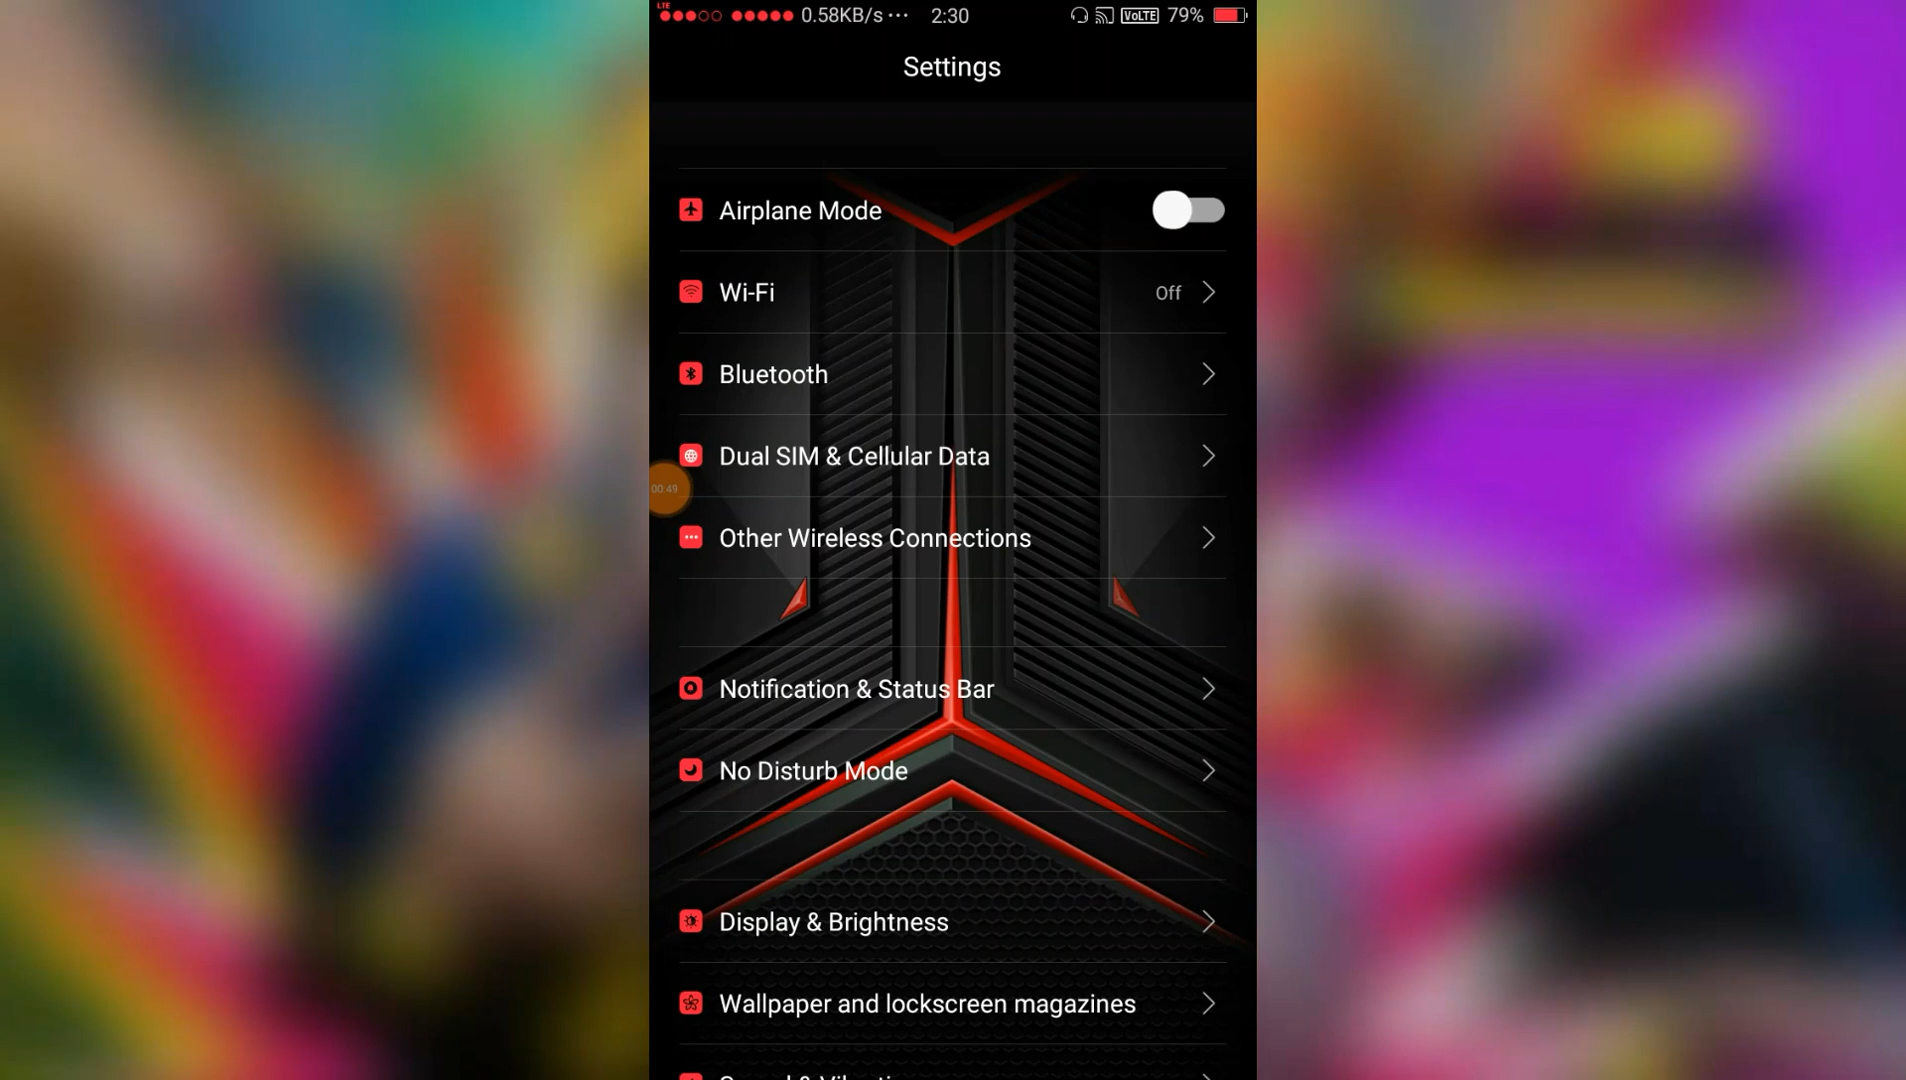 LTE
0.58KB/s ··· 2:30 VoLTE 79%
Settings
Airplane Mode
Wi-Fi Off
Bluetooth
Dual SIM & Cellular Data
00:49
Other Wireless Connections
Notification & Status Bar
No Disturb Mode
Display & Brightness
Wallpaper and lockscreen magazines